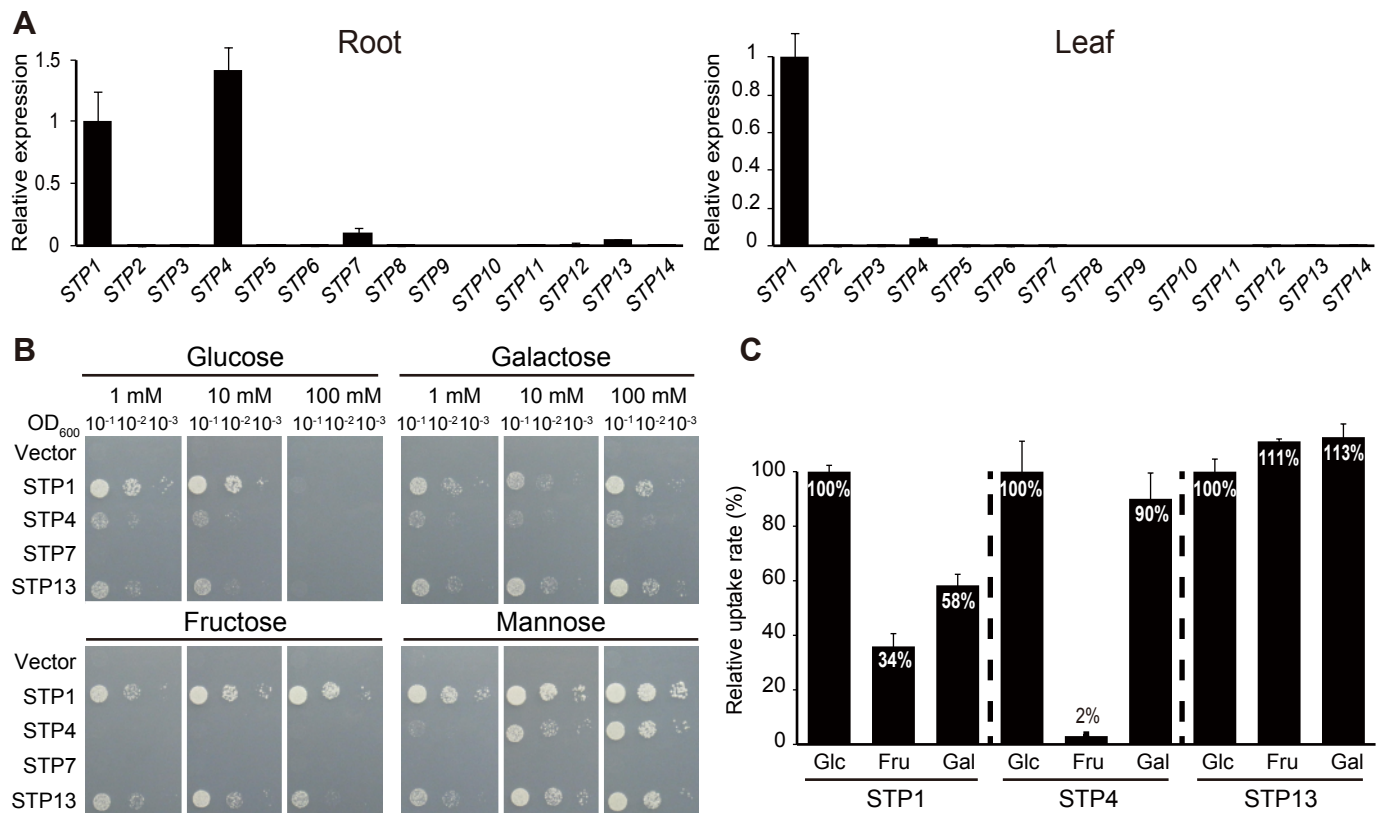 A
Root
Leaf
Relative expression
1.5
1
0.5
0
STP1 STP2 STP3 STP4 STP5 STP6 STP7 STP8 STP9 STP10 STP11 STP12 STP13 STP14
Relative expression
1
0.8
0.6
0.4
0.2
0
STP1 STP2 STP3 STP4 STP5 STP6 STP7 STP8 STP9 STP10 STP11 STP12 STP13 STP14
B
Glucose Galactose
1 mM 10 mM 100 mM 1 mM 10 mM 100 mM
OD600 10-1 10-2 10-3 10-1 10-2 10-3 10-1 10-2 10-3 10-1 10-2 10-3 10-1 10-2 10-3 10-1 10-2 10-3
Vector
STP1
STP4
STP7
STP13
Fructose Mannose
Vector
STP1
STP4
STP7
STP13
C
Relative uptake rate (%)
100
80
60
40
20
0
100% 34% 58% 100% 2% 90% 100% 111% 113%
Glc Fru Gal Glc Fru Gal Glc Fru Gal
STP1 STP4 STP13